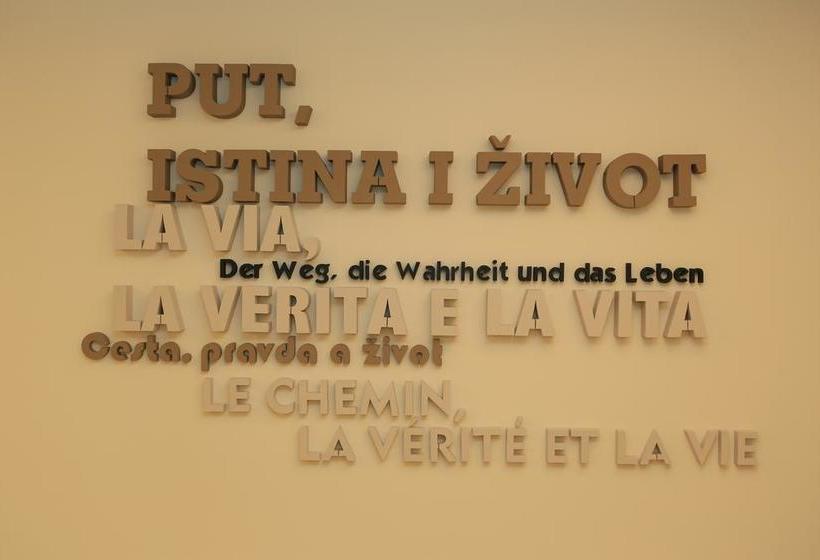 PUT,
ISTINA I ŽIVOT
LA VIA,
Der Weg, die Wahrheit und das Leben
LA VERITA E LA VITA
Cesta, pravda a život
LE CHEMIN,
LA VÉRITÉ ET LA VIE